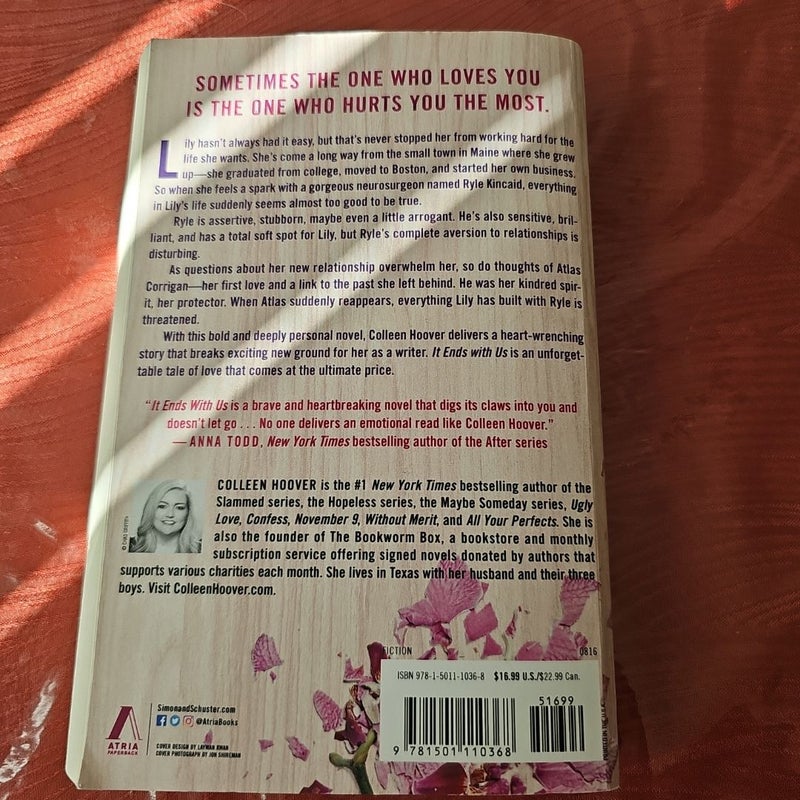 SOMETIMES THE ONE WHO LOVES YOU
IS THE ONE WHO HURTS YOU THE MOST.
Lily hasn't always had it easy, but that's never stopped her from working hard for the
life she wants. She's come a long way from the small town in Maine where she grew
up—she graduated from college, moved to Boston, and started her own business.
So when she feels a spark with a gorgeous neurosurgeon named Ryle Kincaid, everything
in Lily's life suddenly seems almost too good to be true.
Ryle is assertive, stubborn, maybe even a little arrogant. He's also sensitive, bril-
liant, and has a total soft spot for Lily, but Ryle's complete aversion to relationships is
disturbing.
As questions about her new relationship overwhelm her, so do thoughts of Atlas
Corrigan—her first love and a link to the past she left behind. He was her kindred spir-
it, her protector. When Atlas suddenly reappears, everything Lily has built with Ryle is
threatened.
With this bold and deeply personal novel, Colleen Hoover delivers a heart-wrenching
story that breaks exciting new ground for her as a writer. It Ends with Us is an unforget-
table tale of love that comes at the ultimate price.
"It Ends With Us is a brave and heartbreaking novel that digs its claws into you and
doesn't let go . . . No one delivers an emotional read like Colleen Hoover."
—ANNA TODD, New York Times bestselling author of the After series
COLLEEN HOOVER is the #1 New York Times bestselling author of the
Slammed series, the Hopeless series, the Maybe Someday series, Ugly
Love, Confess, November 9, Without Merit, and All Your Perfects. She is
also the founder of The Bookworm Box, a bookstore and monthly
subscription service offering signed novels donated by authors that
supports various charities each month. She lives in Texas with her husband and their three
boys. Visit ColleenHoover.com.
FICTION 0816
ISBN 978-1-5011-1036-8 $16.99 U.S./$22.99 Can.
51699
9 781501 110368
SimonandSchuster.com
@AtriaBooks
ATRIA
PAPERBACK
COVER DESIGN BY LAYWAN KWAN
COVER PHOTOGRAPH BY JON SHIREMAN
PRINTED IN THE U.S.A.